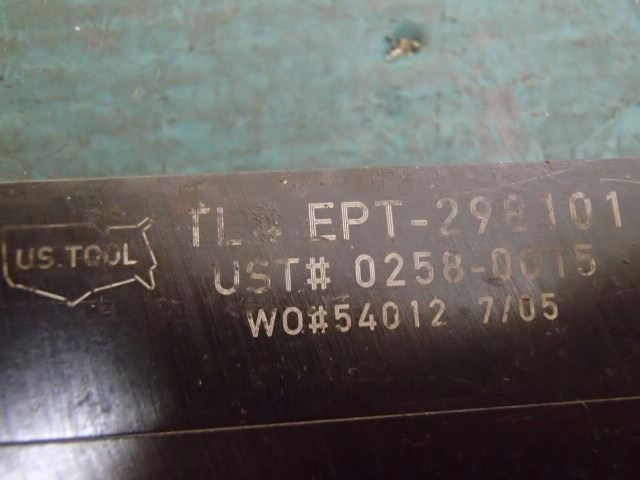 US. TOOL
TL# EPT-298101
UST# 0258-0015
WO#54012 7/05